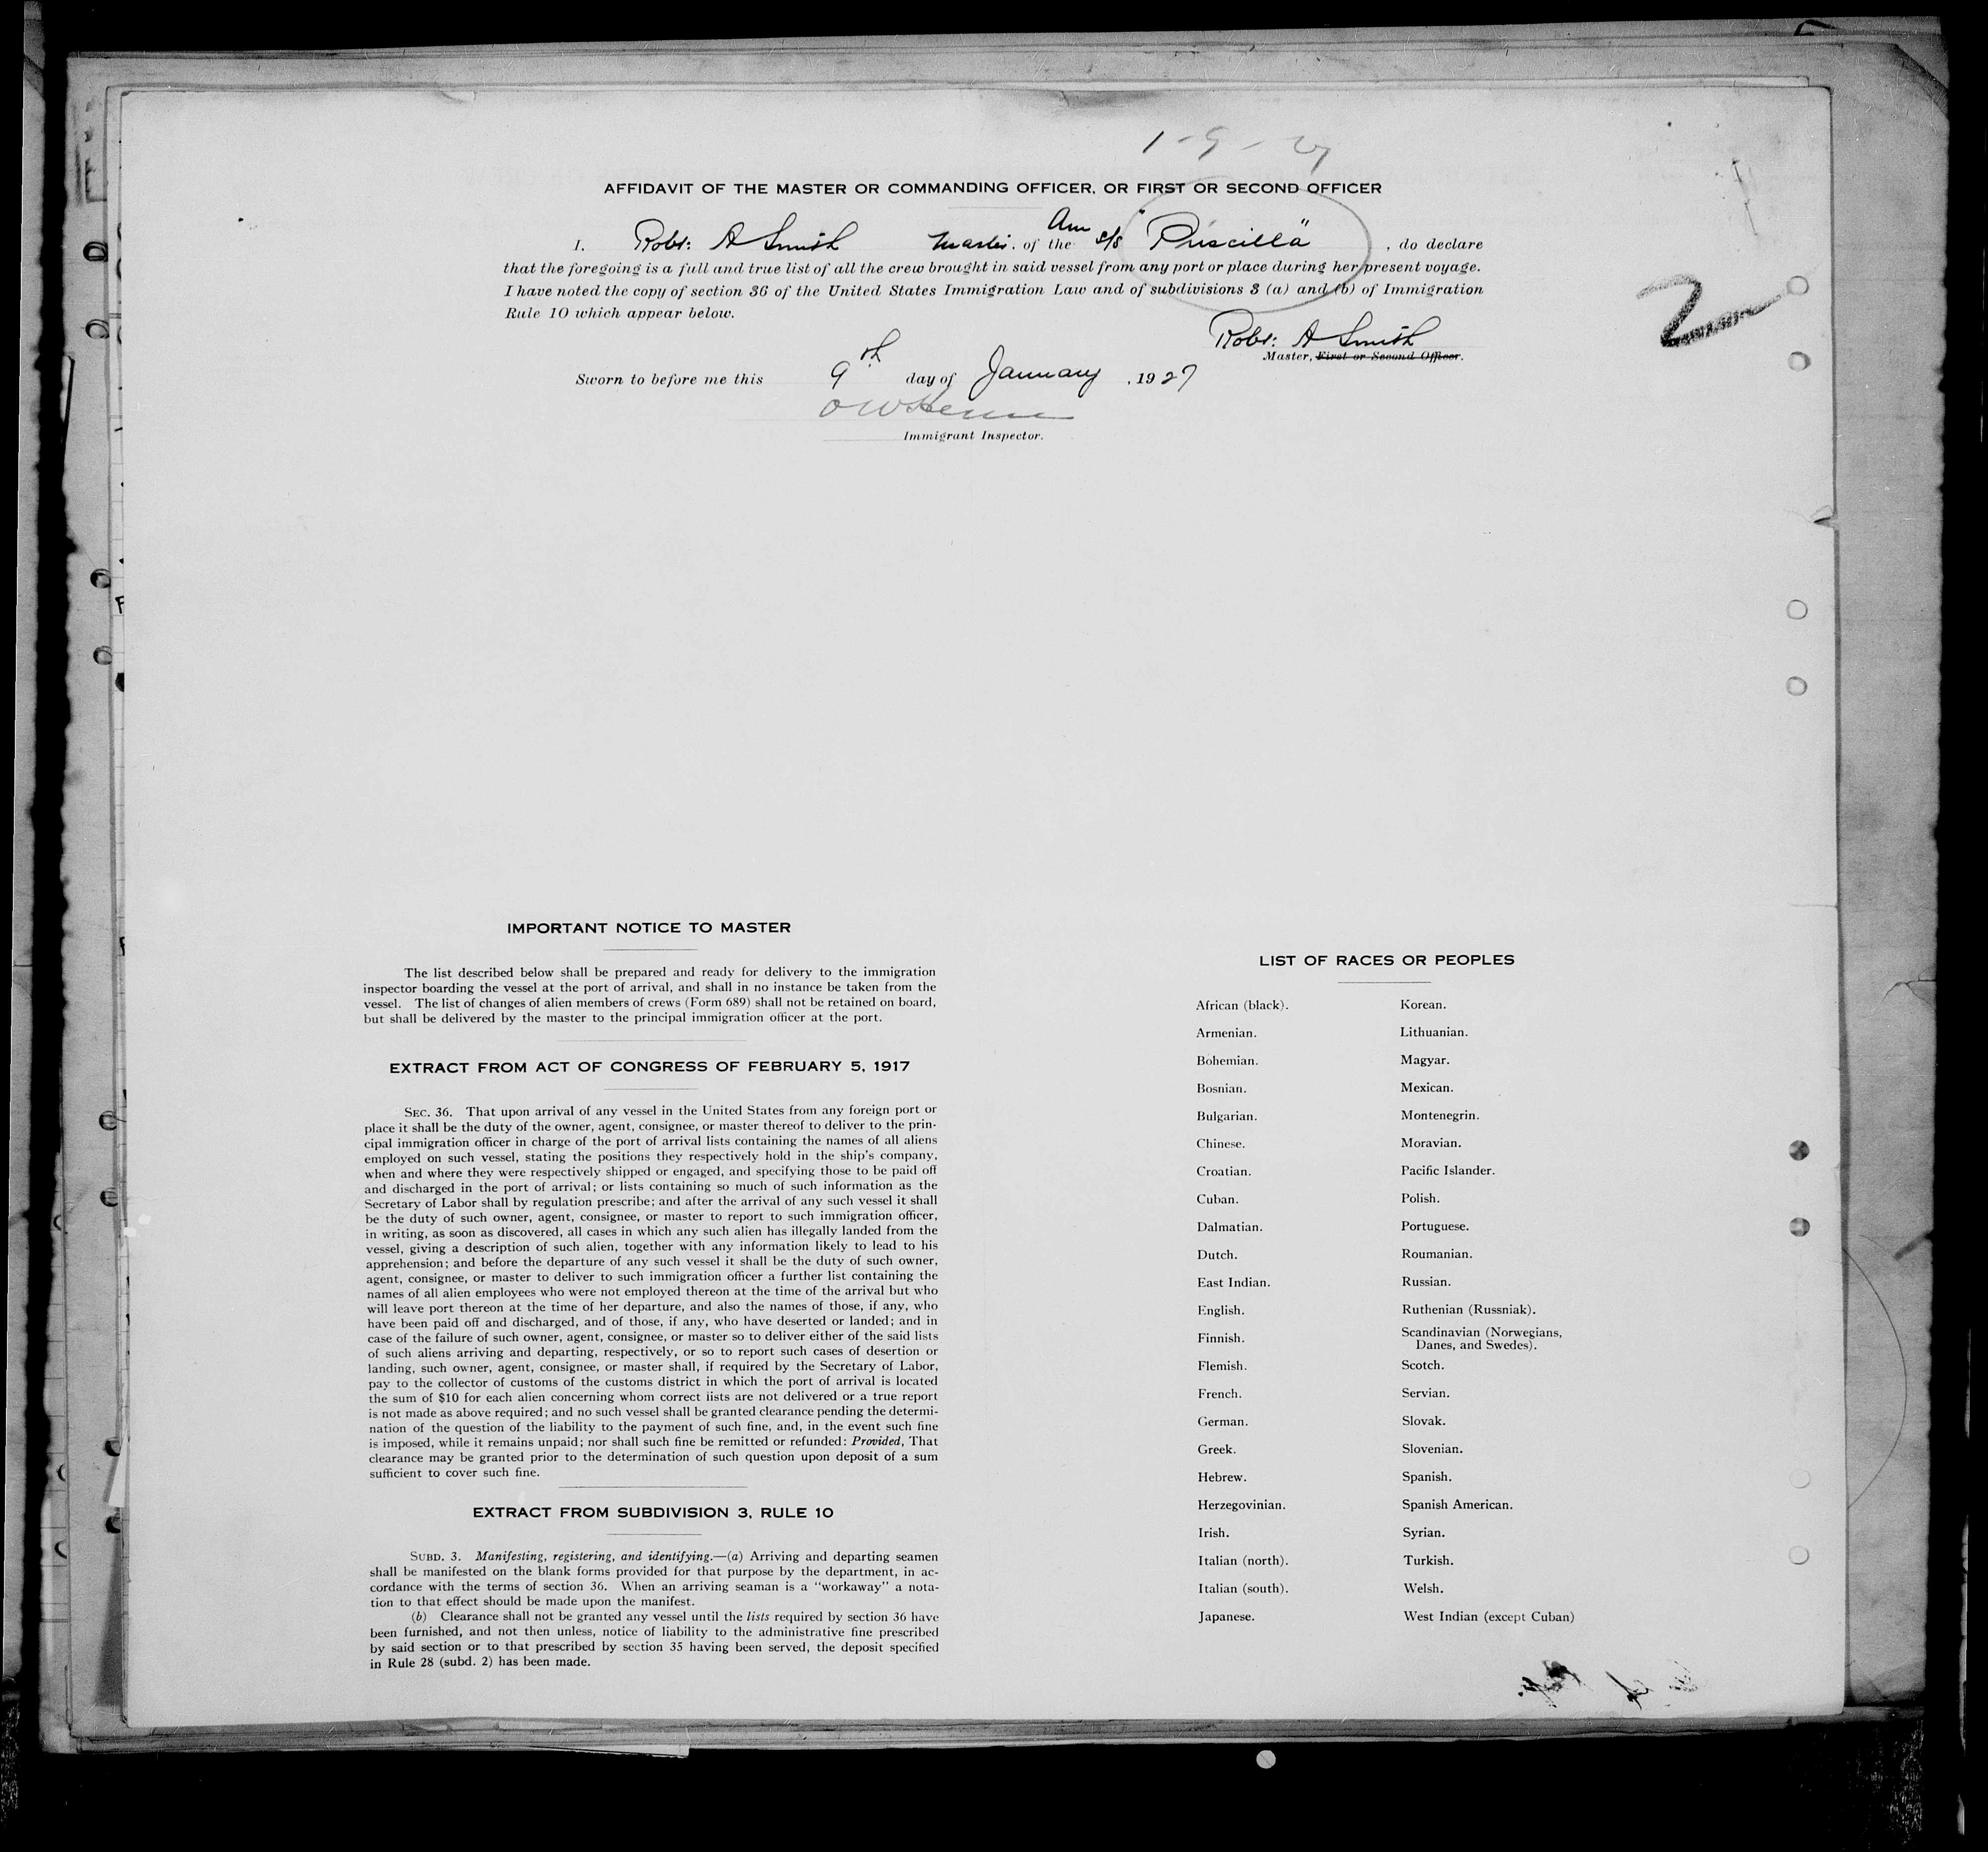 1-9-27
AFFIDAVIT OF THE MASTER OR COMMANDING OFFICER, OR FIRST OR SECOND OFFICER
Am
I, Robt: A Smith Master of the s/s "Priscilla", do declare
that the foregoing is a full and true list of all the crew brought in said vessel from any port or place during her present voyage.
I have noted the copy of section 36 of the United States Immigration Law and of subdivisions 3 (a) and (b) of Immigration
Rule 10 which appear below.
2
Robt: A Smith
Master, First or Second Officer.
Sworn to before me this 9th day of January, 1927
Immigrant Inspector.
IMPORTANT NOTICE TO MASTER
The list described below shall be prepared and ready for delivery to the immigration
inspector boarding the vessel at the port of arrival, and shall in no instance be taken from the
vessel. The list of changes of alien members of crews (Form 689) shall not be retained on board,
but shall be delivered by the master to the principal immigration officer at the port.
EXTRACT FROM ACT OF CONGRESS OF FEBRUARY 5, 1917
SEC. 36. That upon arrival of any vessel in the United States from any foreign port or
place it shall be the duty of the owner, agent, consignee, or master thereof to deliver to the prin-
cipal immigration officer in charge of the port of arrival lists containing the names of all aliens
employed on such vessel, stating the positions they respectively hold in the ship's company,
when and where they were respectively shipped or engaged, and specifying those to be paid off
and discharged in the port of arrival; or lists containing so much of such information as the
Secretary of Labor shall by regulation prescribe; and after the arrival of any such vessel it shall
be the duty of such owner, agent, consignee, or master to report to such immigration officer,
in writing, as soon as discovered, all cases in which any such alien has illegally landed from the
vessel, giving a description of such alien, together with any information likely to lead to his
apprehension; and before the departure of any such vessel it shall be the duty of such owner,
agent, consignee, or master to deliver to such immigration officer a further list containing the
names of all alien employees who were not employed thereon at the time of the arrival but who
will leave port thereon at the time of her departure, and also the names of those, if any, who
have been paid off and discharged, and of those, if any, who have deserted or landed; and in
case of the failure of such owner, agent, consignee, or master so to deliver either of the said lists
of such aliens arriving and departing, respectively, or so to report such cases of desertion or
landing, such owner, agent, consignee, or master shall, if required by the Secretary of Labor,
pay to the collector of customs of the customs district in which the port of arrival is located
the sum of $10 for each alien concerning whom correct lists are not delivered or a true report
is not made as above required; and no such vessel shall be granted clearance pending the determi-
nation of the question of the liability to the payment of such fine, and, in the event such fine
is imposed, while it remains unpaid; nor shall such fine be remitted or refunded: Provided, That
clearance may be granted prior to the determination of such question upon deposit of a sum
sufficient to cover such fine.
EXTRACT FROM SUBDIVISION 3, RULE 10
SUBD. 3. Manifesting, registering, and identifying.—(a) Arriving and departing seamen
shall be manifested on the blank forms provided for that purpose by the department, in ac-
cordance with the terms of section 36. When an arriving seaman is a "workaway" a nota-
tion to that effect should be made upon the manifest.
(b) Clearance shall not be granted any vessel until the lists required by section 36 have
been furnished, and not then unless, notice of liability to the administrative fine prescribed
by said section or to that prescribed by section 35 having been served, the deposit specified
in Rule 28 (subd. 2) has been made.
LIST OF RACES OR PEOPLES
African (black). Korean.
Armenian. Lithuanian.
Bohemian. Magyar.
Bosnian. Mexican.
Bulgarian. Montenegrin.
Chinese. Moravian.
Croatian. Pacific Islander.
Cuban. Polish.
Dalmatian. Portuguese.
Dutch. Roumanian.
East Indian. Russian.
English. Ruthenian (Russniak).
Finnish. Scandinavian (Norwegians,
Danes, and Swedes).
Flemish. Scotch.
French. Servian.
German. Slovak.
Greek. Slovenian.
Hebrew. Spanish.
Herzegovinian. Spanish American.
Irish. Syrian.
Italian (north). Turkish.
Italian (south). Welsh.
Japanese. West Indian (except Cuban)